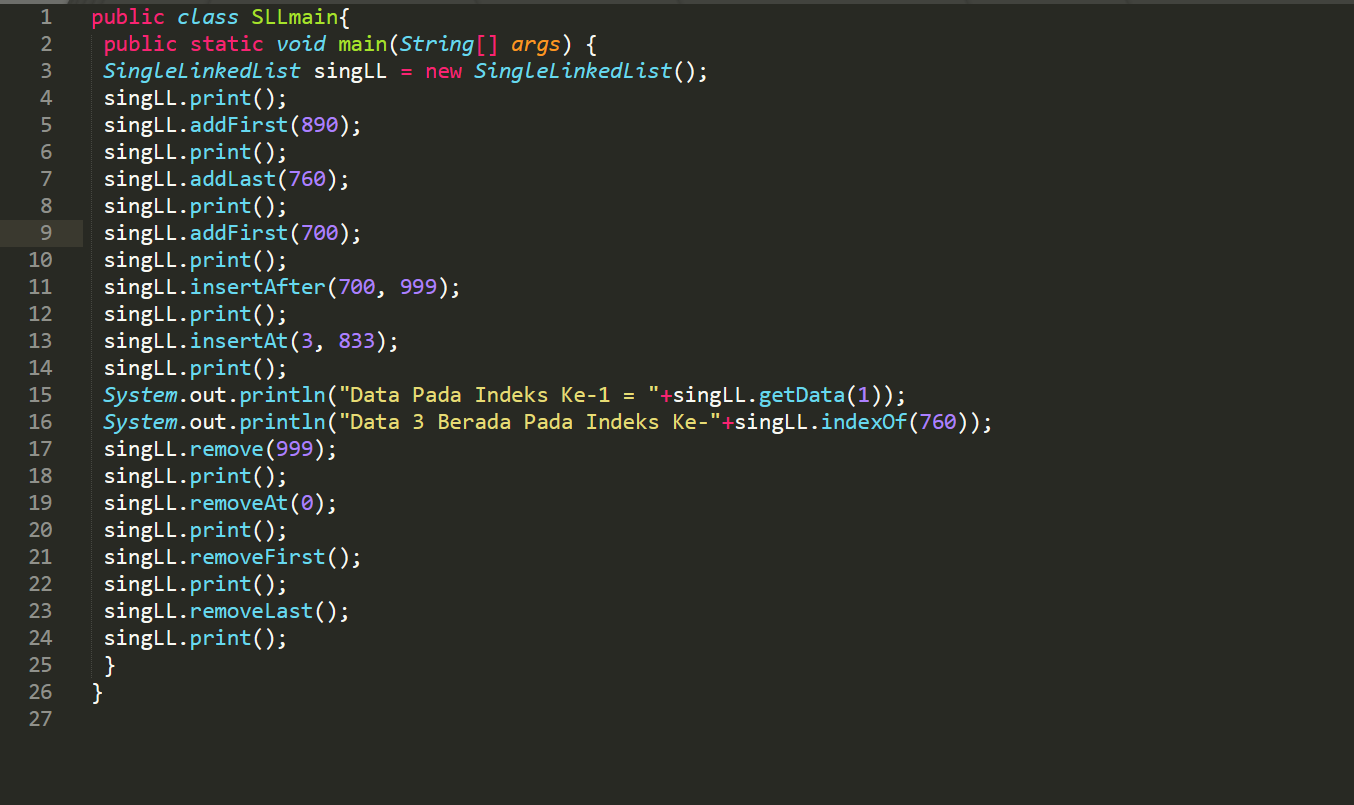 1 public class SLLmain{
2 public static void main(String[] args) {
3 SingleLinkedList singLL = new SingleLinkedList();
4 singLL.print();
5 singLL.addFirst(890);
6 singLL.print();
7 singLL.addLast(760);
8 singLL.print();
9 singLL.addFirst(700);
10 singLL.print();
11 singLL.insertAfter(700, 999);
12 singLL.print();
13 singLL.insertAt(3, 833);
14 singLL.print();
15 System.out.println("Data Pada Indeks Ke-1 = "+singLL.getData(1));
16 System.out.println("Data 3 Berada Pada Indeks Ke-"+singLL.indexOf(760));
17 singLL.remove(999);
18 singLL.print();
19 singLL.removeAt(0);
20 singLL.print();
21 singLL.removeFirst();
22 singLL.print();
23 singLL.removeLast();
24 singLL.print();
25 }
26 }
27